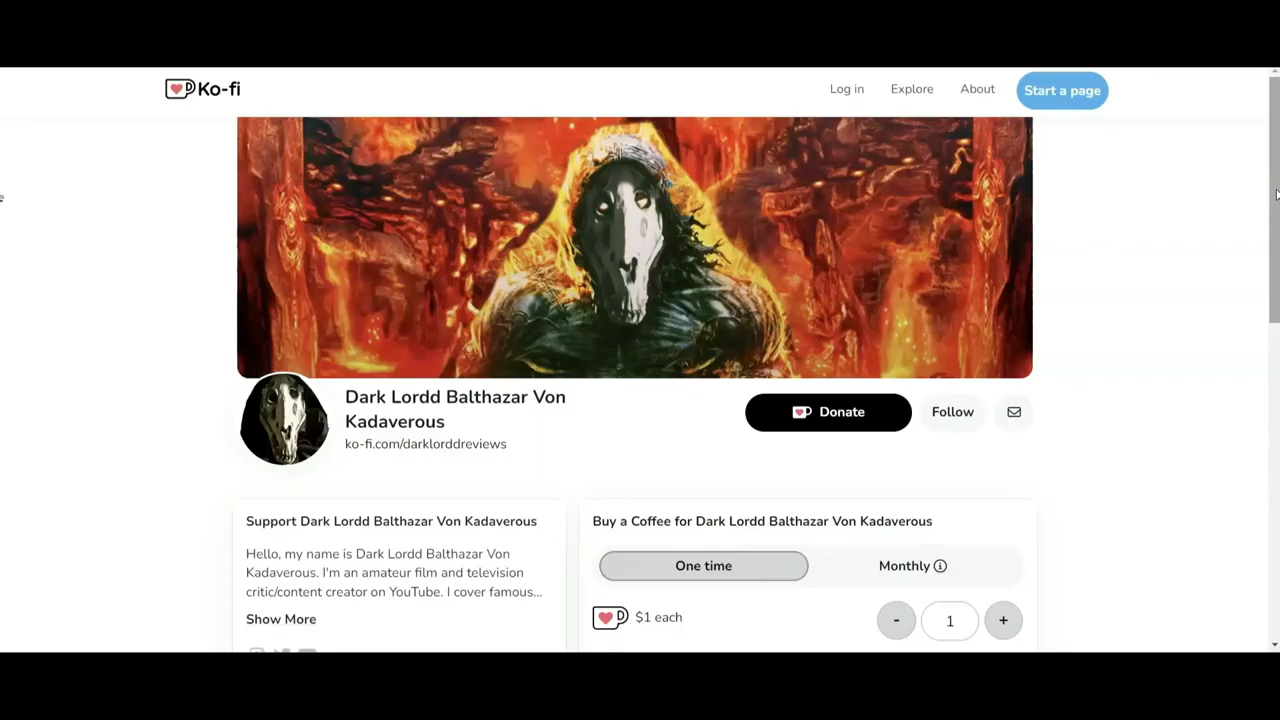 Ko-fi
Log in
Explore
About
Start a page
Dark Lordd Balthazar Von
Kadaverous
ko-fi.com/darklorddreviews
Donate
Follow
Support Dark Lordd Balthazar Von Kadaverous
Hello, my name is Dark Lordd Balthazar Von
Kadaverous. I'm an amateur film and television
critic/content creator on YouTube. I cover famous...
Show More
Buy a Coffee for Dark Lordd Balthazar Von Kadaverous
One time
Monthly
$1 each
-
1
+